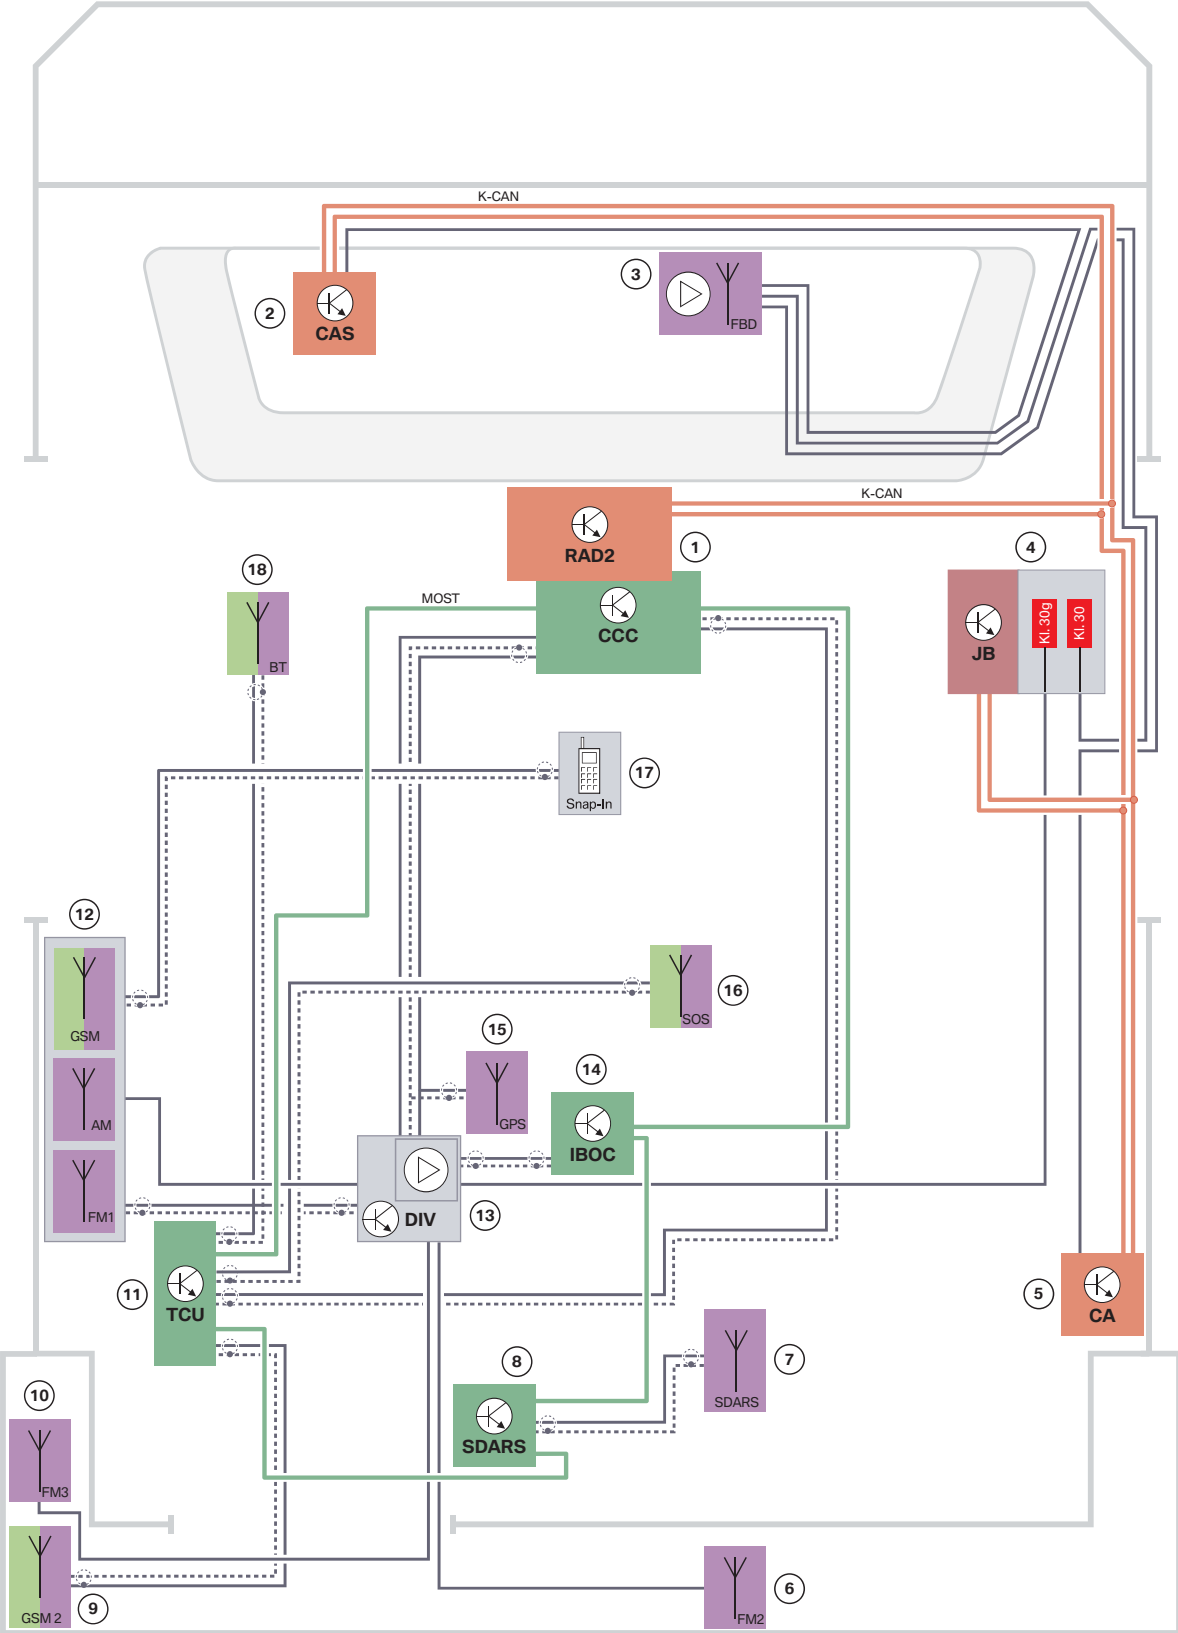 K-CAN
3
2
CAS
FBD
K-CAN
RAD2
1
4
18
MOST
CCC
BT
JB
Kl. 30g
Kl. 30
17
Snap-In
12
GSM
16
SOS
15
14
AM
GPS
IBOC
FM1
DIV
13
11
TCU
5
CA
8
7
SDARS
10
SDARS
FM3
6
9
GSM 2
FM2